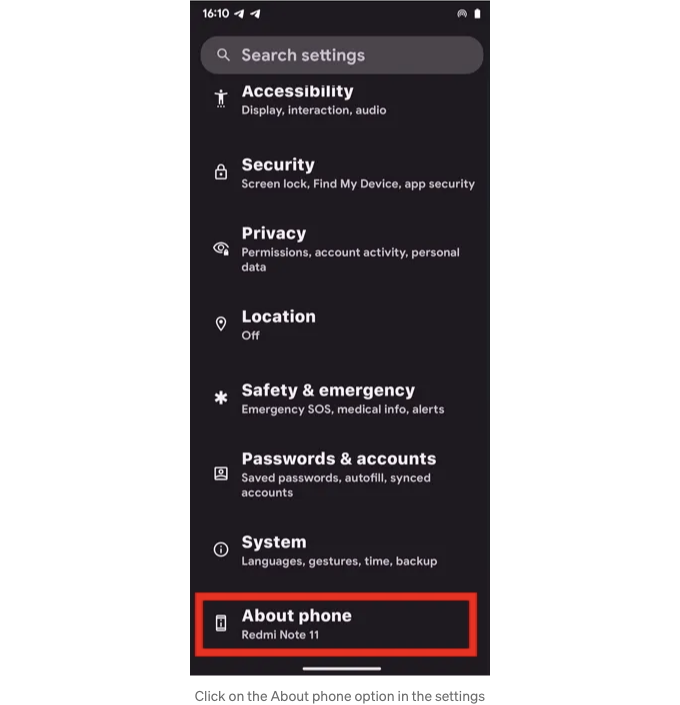 16:10
Search settings
Accessibility
Display, interaction, audio
Security
Screen lock, Find My Device, app security
Privacy
Permissions, account activity, personal
data
Location
Off
Safety & emergency
Emergency SOS, medical info, alerts
Passwords & accounts
Saved passwords, autofill, synced
accounts
System
Languages, gestures, time, backup
About phone
Redmi Note 11
Click on the About phone option in the settings